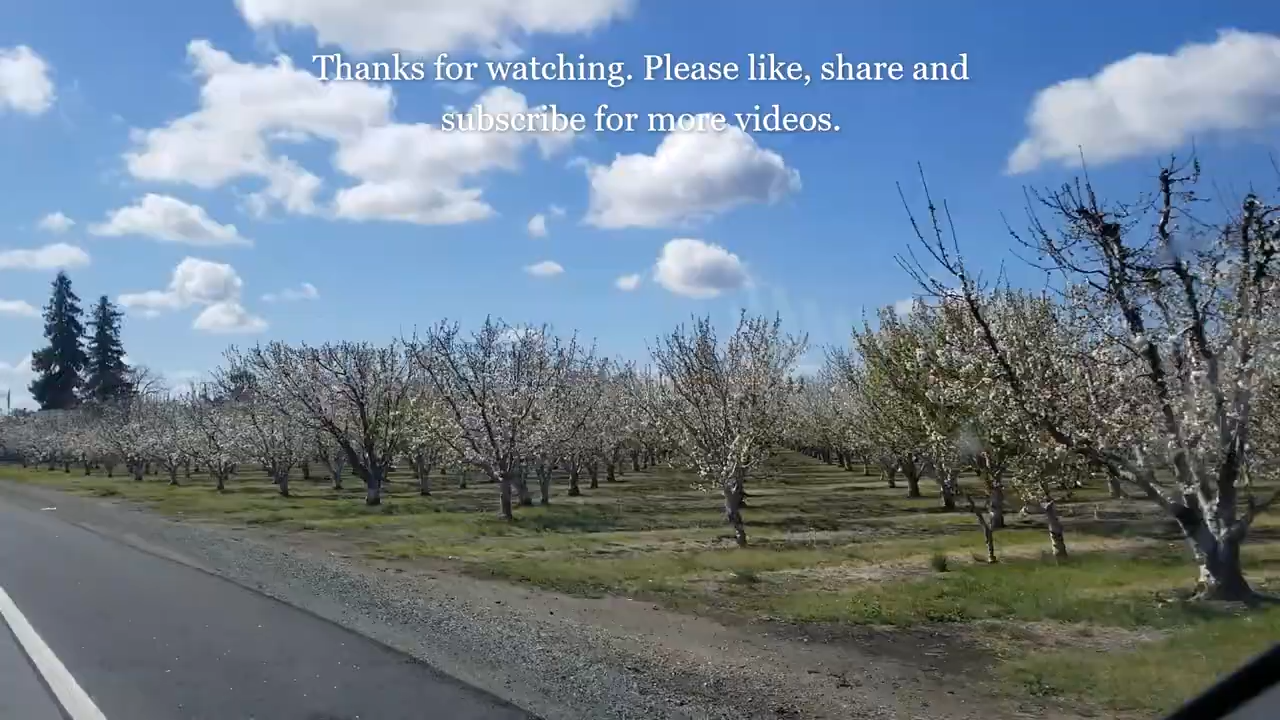 Thanks for watching. Please like, share and
subscribe for more videos.